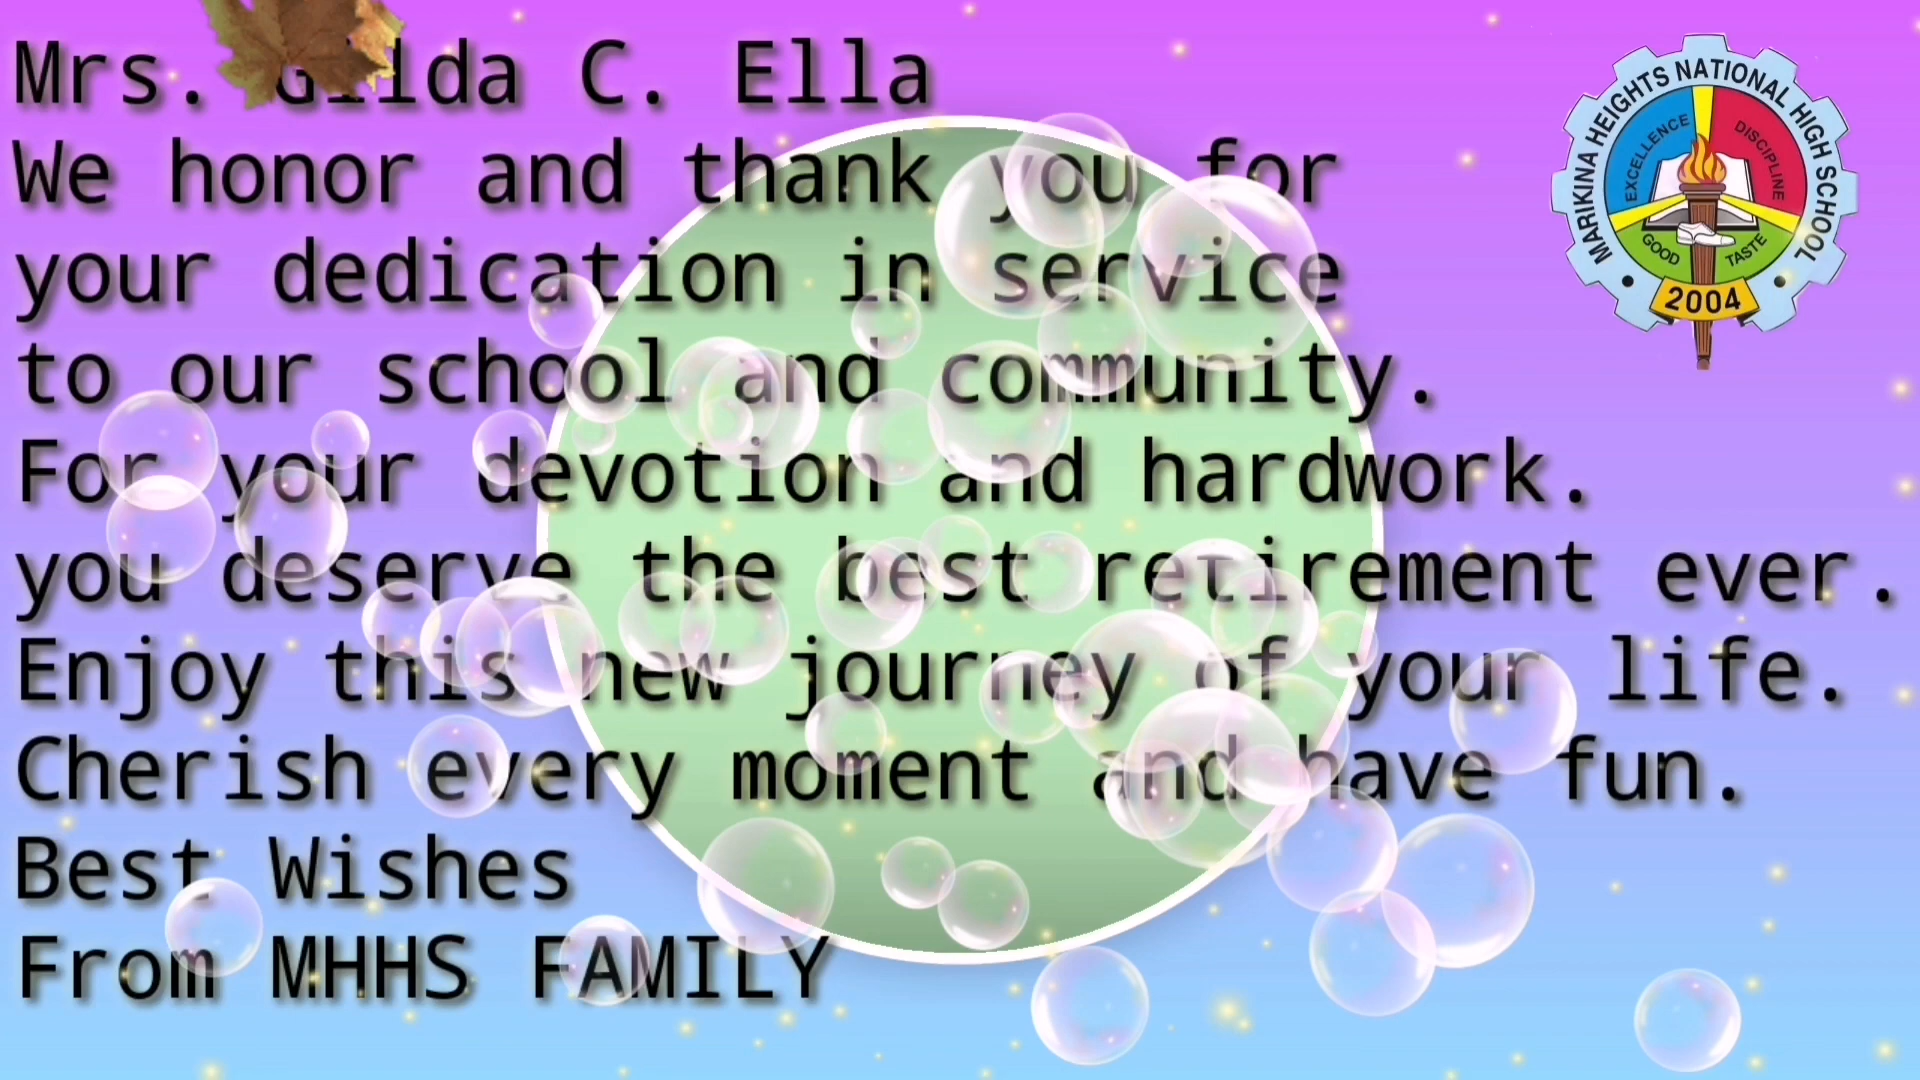 Mrs. Gilda C. Ella
We honor and thank you for
your dedication in service
to our school and community.
For your devotion and hardwork.
you deserve the best retirement ever.
Enjoy this new journey of your life.
Cherish every moment and have fun.
Best Wishes
From MHHS FAMILY
MARIKINA HEIGHTS NATIONAL HIGH SCHOOL
EXCELLENCE
DISCIPLINE
GOOD TASTE
2004